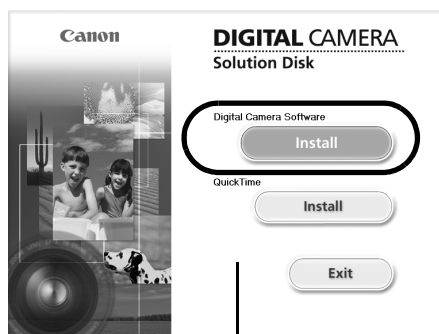 Canon
DIGITAL CAMERA
Solution Disk
Digital Camera Software
Install
QuickTime
Install
Exit